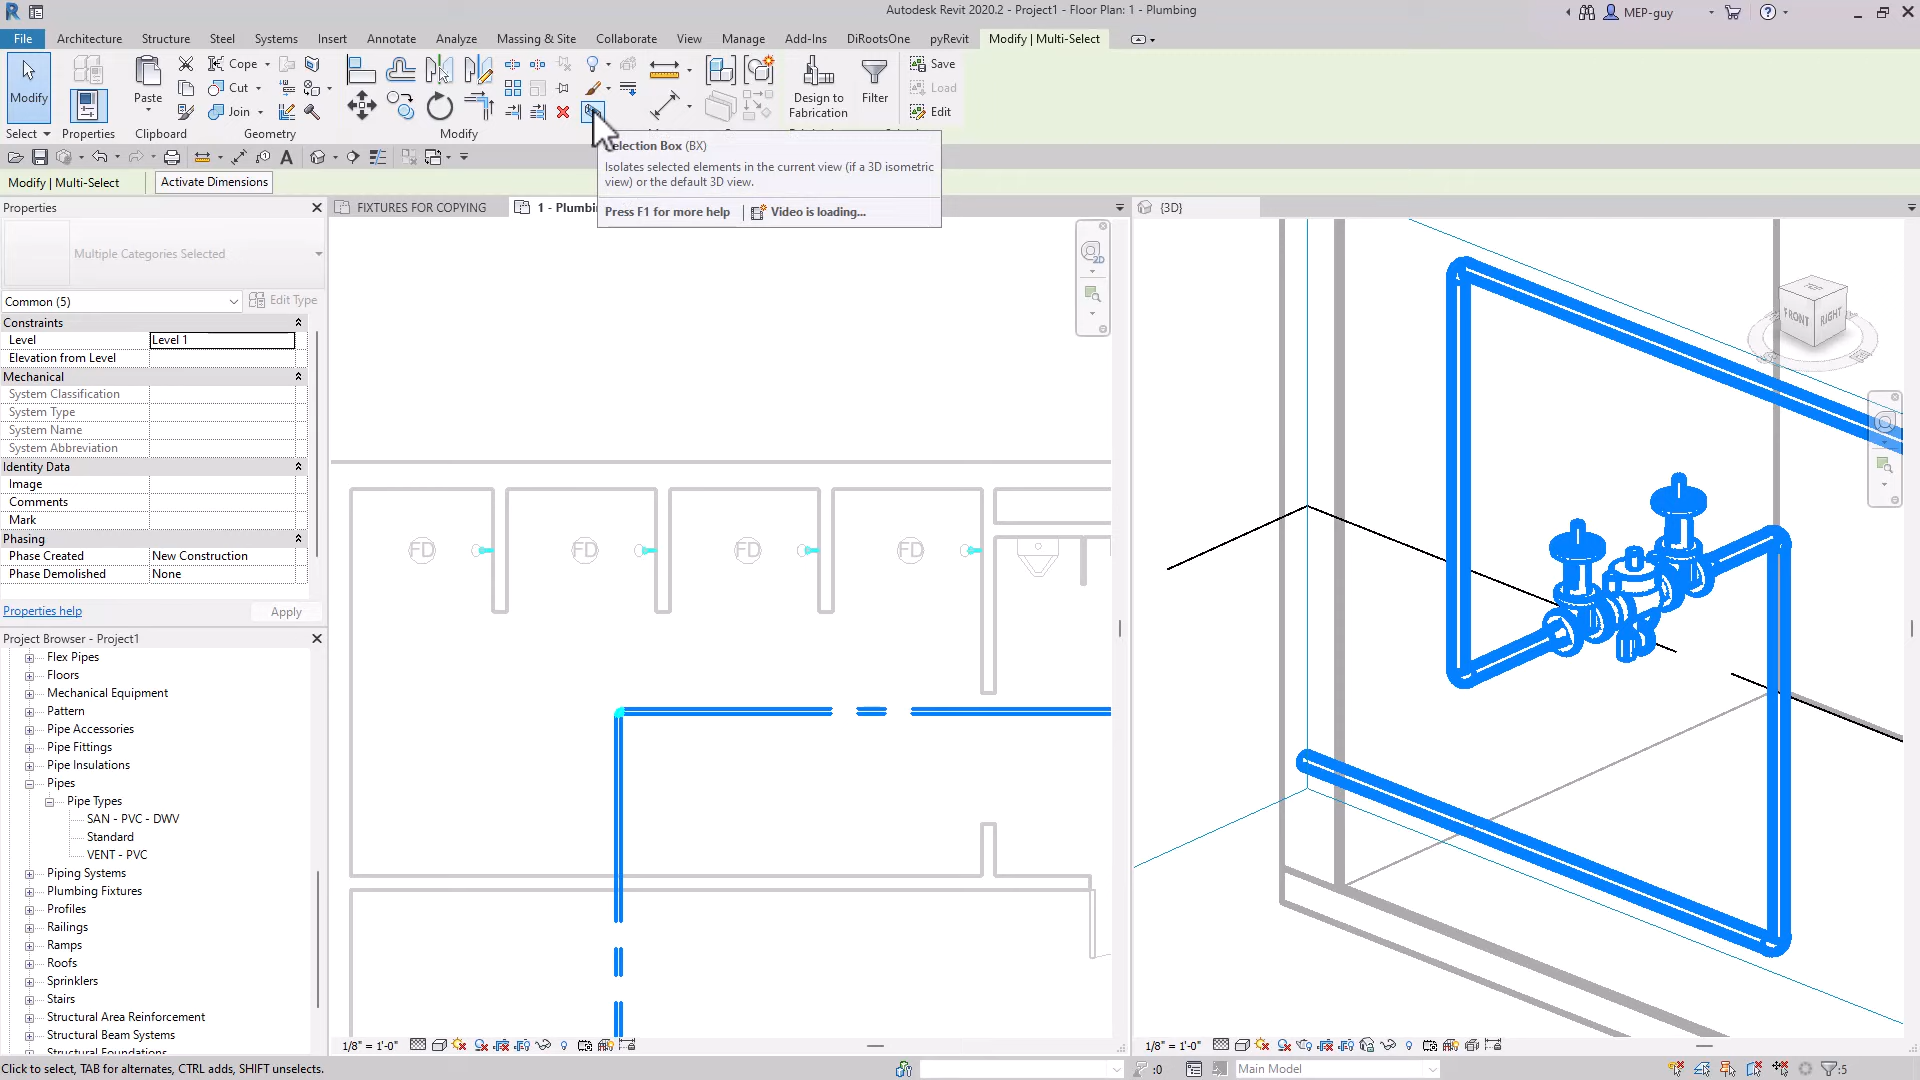 Autodesk Revit 2020.2 - Project1 - Floor Plan: 1 - Plumbing
MEP-guy
File
Architecture
Structure
Steel
Systems
Insert
Annotate
Analyze
Massing & Site
Collaborate
View
Manage
Add-Ins
DiRootsOne
pyRevit
Modify | Multi-Select
Modify
Paste
Cope
Cut
Join
Design to
Fabrication
Filter
Save
Load
Edit
Select
Properties
Clipboard
Geometry
Modify
election Box (BX)
Isolates selected elements in the current view (if a 3D isometric
view) or the default 3D view.
Press F1 for more help
Video is loading...
Modify | Multi-Select
Activate Dimensions
Properties
FIXTURES FOR COPYING
1 - Plumbin
{3D}
Multiple Categories Selected
Common (5)
Edit Type
Constraints
Level
Level 1
Elevation from Level
Mechanical
System Classification
System Type
System Name
System Abbreviation
Identity Data
Image
Comments
Mark
Phasing
Phase Created
New Construction
Phase Demolished
None
Properties help
Apply
Project Browser - Project1
Flex Pipes
Floors
Mechanical Equipment
Pattern
Pipe Accessories
Pipe Fittings
Pipe Insulations
Pipes
Pipe Types
SAN - PVC - DWV
Standard
VENT - PVC
Piping Systems
Plumbing Fixtures
Profiles
Railings
Ramps
Roofs
Sprinklers
Stairs
Structural Area Reinforcement
Structural Beam Systems
Structural Foundations
FD
FD
FD
FD
2D
TOP
FRONT
RIGHT
1/8" = 1'-0"
1/8" = 1'-0"
Click to select, TAB for alternates, CTRL adds, SHIFT unselects.
:0
Main Model
:5